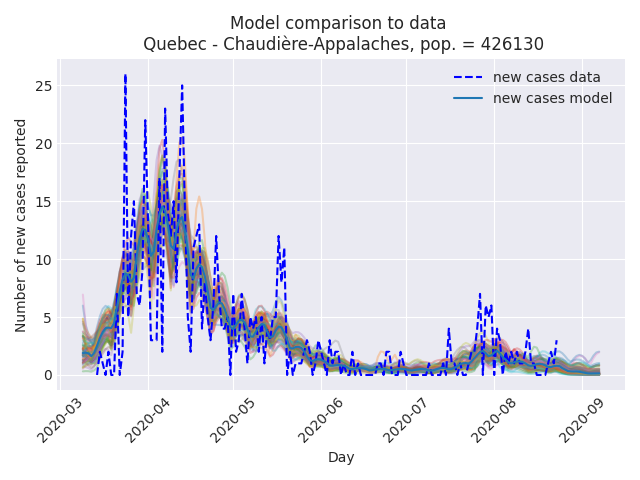 Model comparison to data
Quebec - Chaudière-Appalaches, pop. = 426130
new cases data
new cases model
Number of new cases reported
25
20
15
10
5
0
2020-03
2020-04
2020-05
2020-06
2020-07
2020-08
2020-09
Day